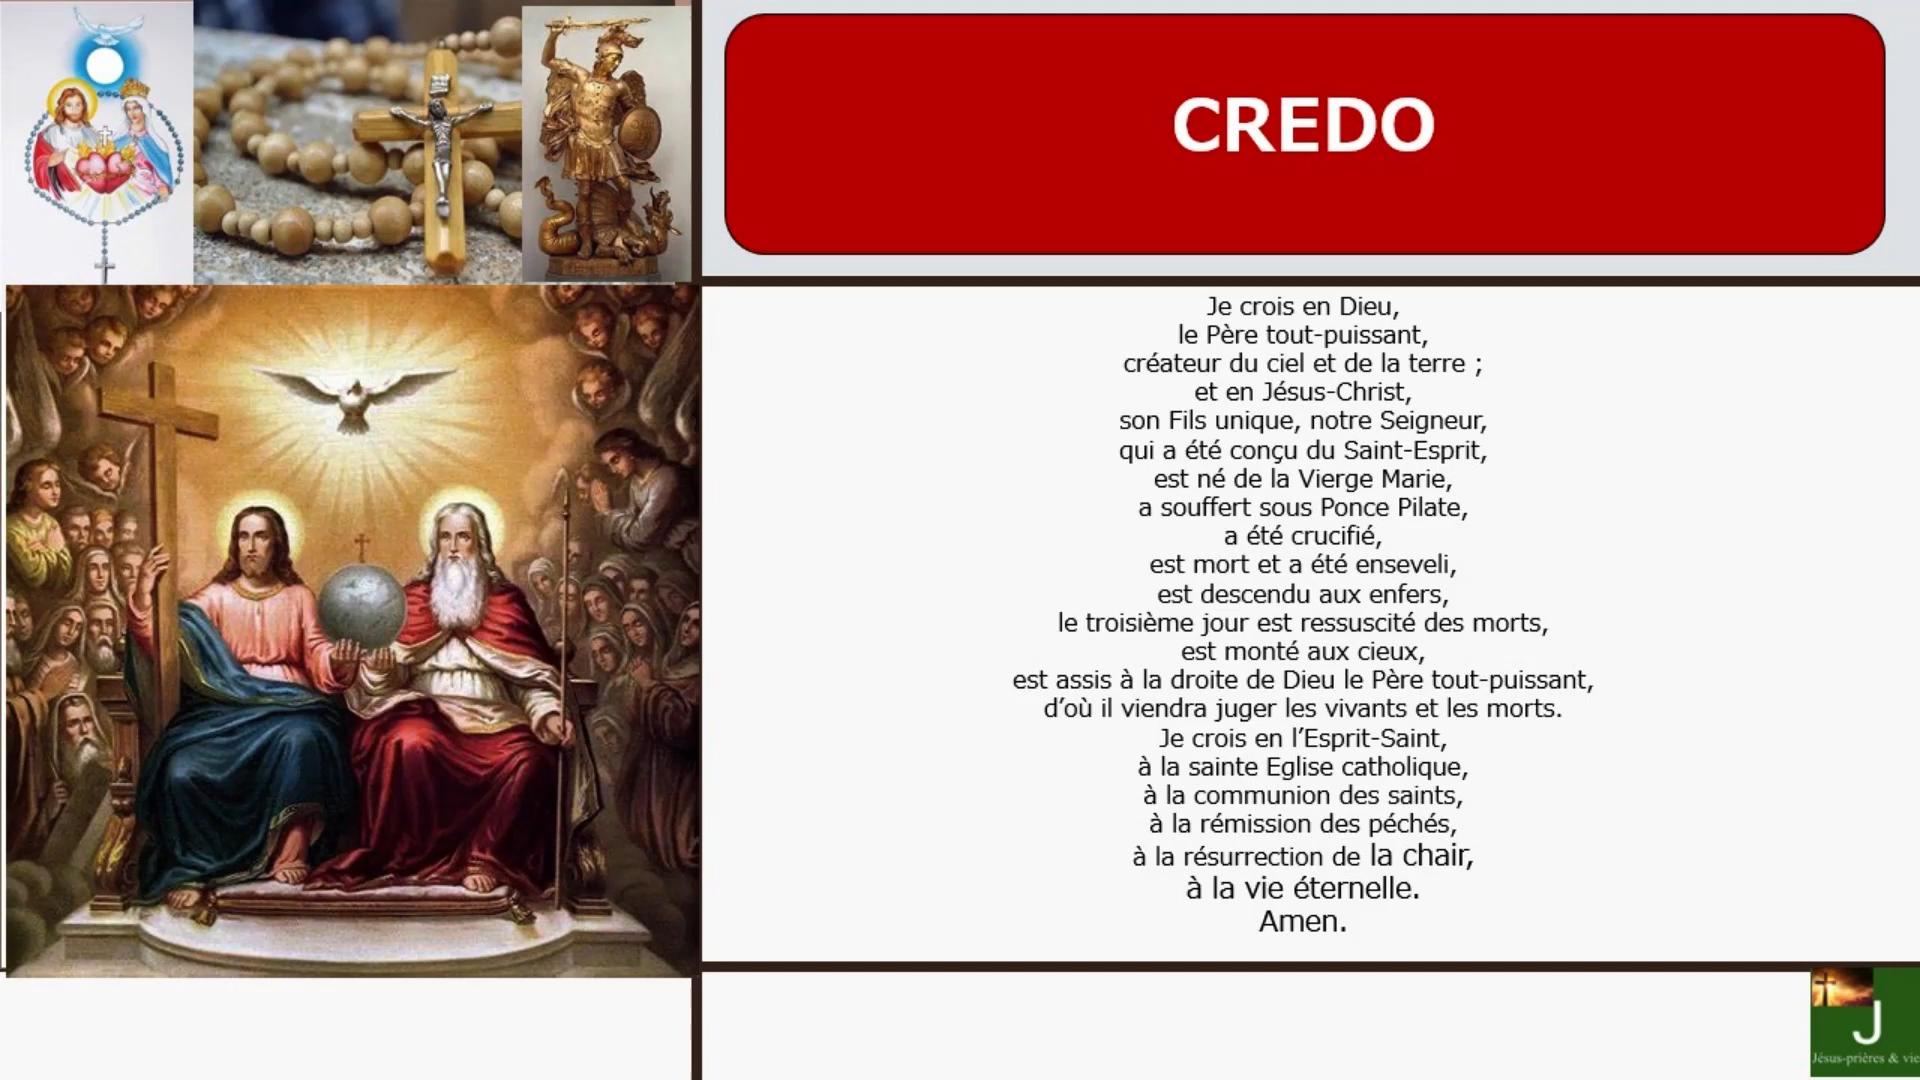 CREDO
Je crois en Dieu,
le Père tout-puissant,
créateur du ciel et de la terre ;
et en Jésus-Christ,
son Fils unique, notre Seigneur,
qui a été conçu du Saint-Esprit,
est né de la Vierge Marie,
a souffert sous Ponce Pilate,
a été crucifié,
est mort et a été enseveli,
est descendu aux enfers,
le troisième jour est ressuscité des morts,
est monté aux cieux,
est assis à la droite de Dieu le Père tout-puissant,
d’où il viendra juger les vivants et les morts.
Je crois en l’Esprit-Saint,
à la sainte Eglise catholique,
à la communion des saints,
à la rémission des péchés,
à la résurrection de la chair,
à la vie éternelle.
Amen.
J
Jésus-prières & vie